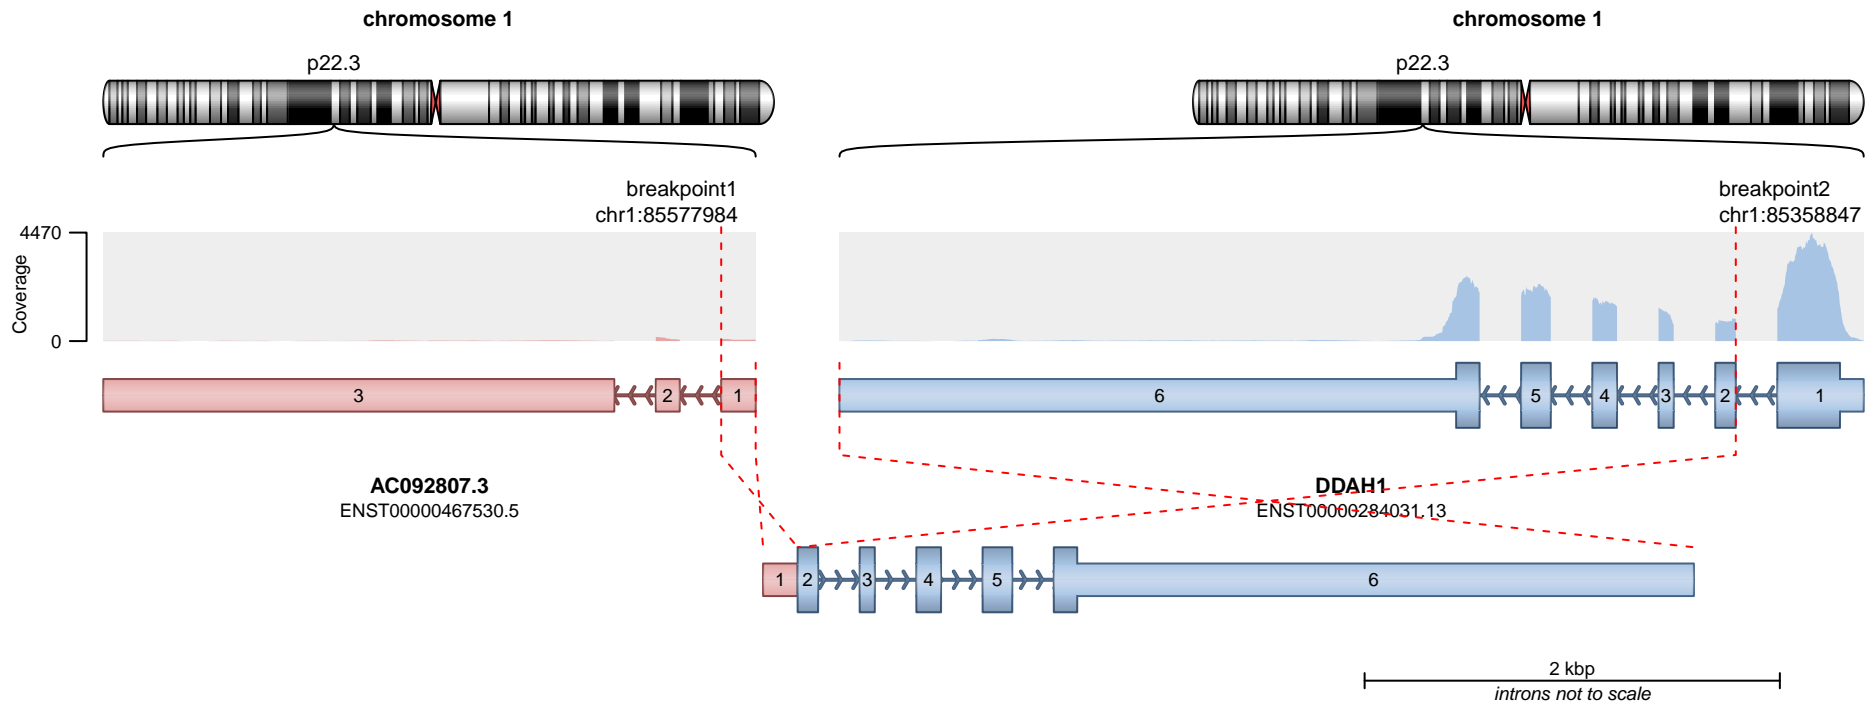 chromosome 1
chromosome 1
p22.3
p22.3
breakpoint1
chr1:85577984
breakpoint2
chr1:85358847
4470
Coverage
0
3 2 1
6 5 4 3 2 1
AC092807.3
ENST00000467530.5
DDAH1
ENST00000284031.13
1 2 3 4 5 6
2 kbp
introns not to scale